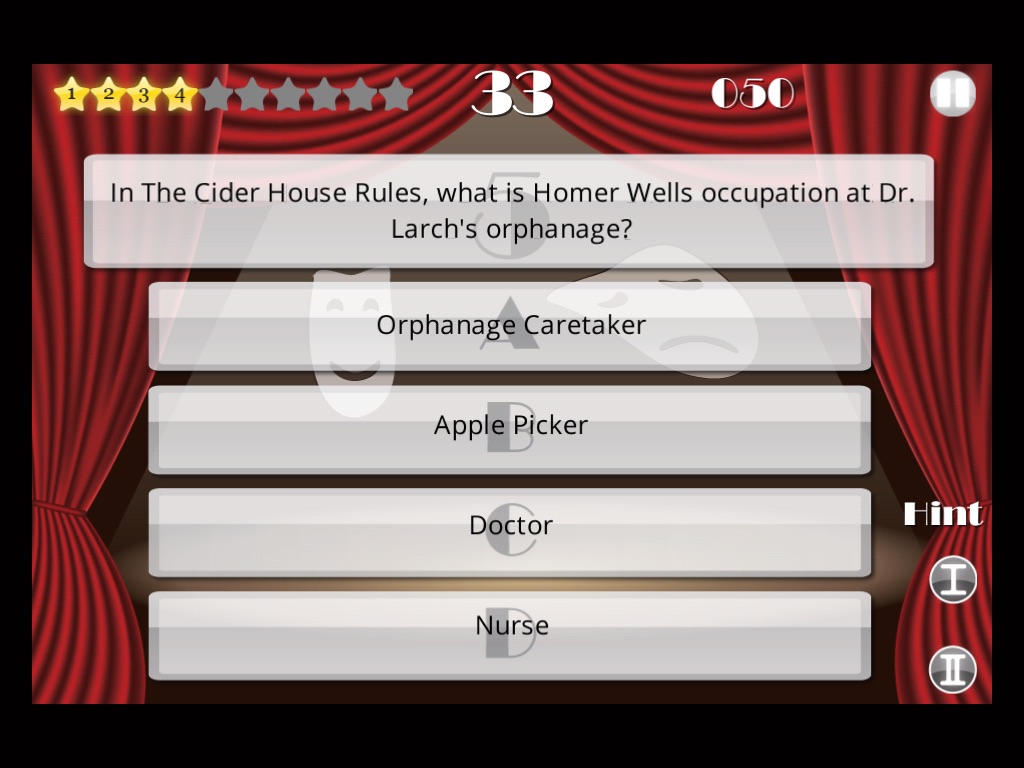 1 2 3 4
33
050
5
In The Cider House Rules, what is Homer Wells occupation at Dr.
Larch's orphanage?
A
Orphanage Caretaker
B
Apple Picker
C
Doctor
D
Nurse
Hint
I
II